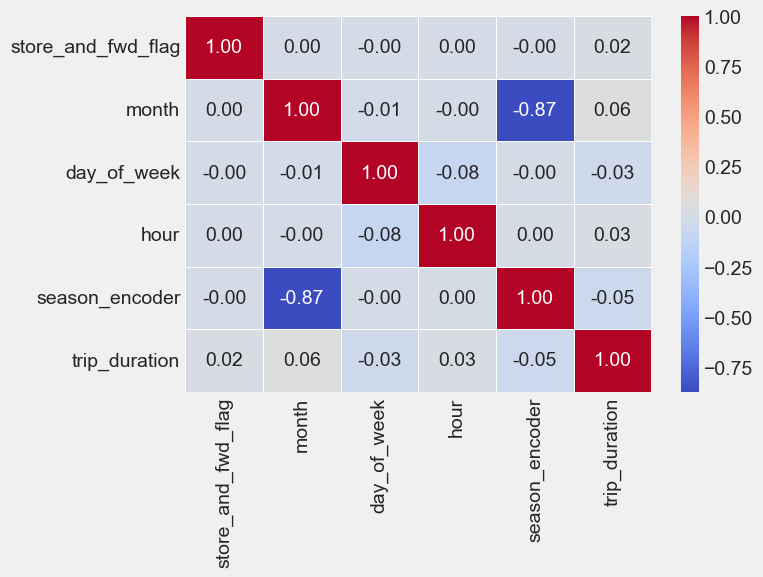 store_and_fwd_flag 1.00 0.00 -0.00 0.00 -0.00 0.02
month 0.00 1.00 -0.01 -0.00 -0.87 0.06
day_of_week -0.00 -0.01 1.00 -0.08 -0.00 -0.03
hour 0.00 -0.00 -0.08 1.00 0.00 0.03
season_encoder -0.00 -0.87 -0.00 0.00 1.00 -0.05
trip_duration 0.02 0.06 -0.03 0.03 -0.05 1.00
store_and_fwd_flag
month
day_of_week
hour
season_encoder
trip_duration
1.00
0.75
0.50
0.25
0.00
−0.25
−0.50
−0.75